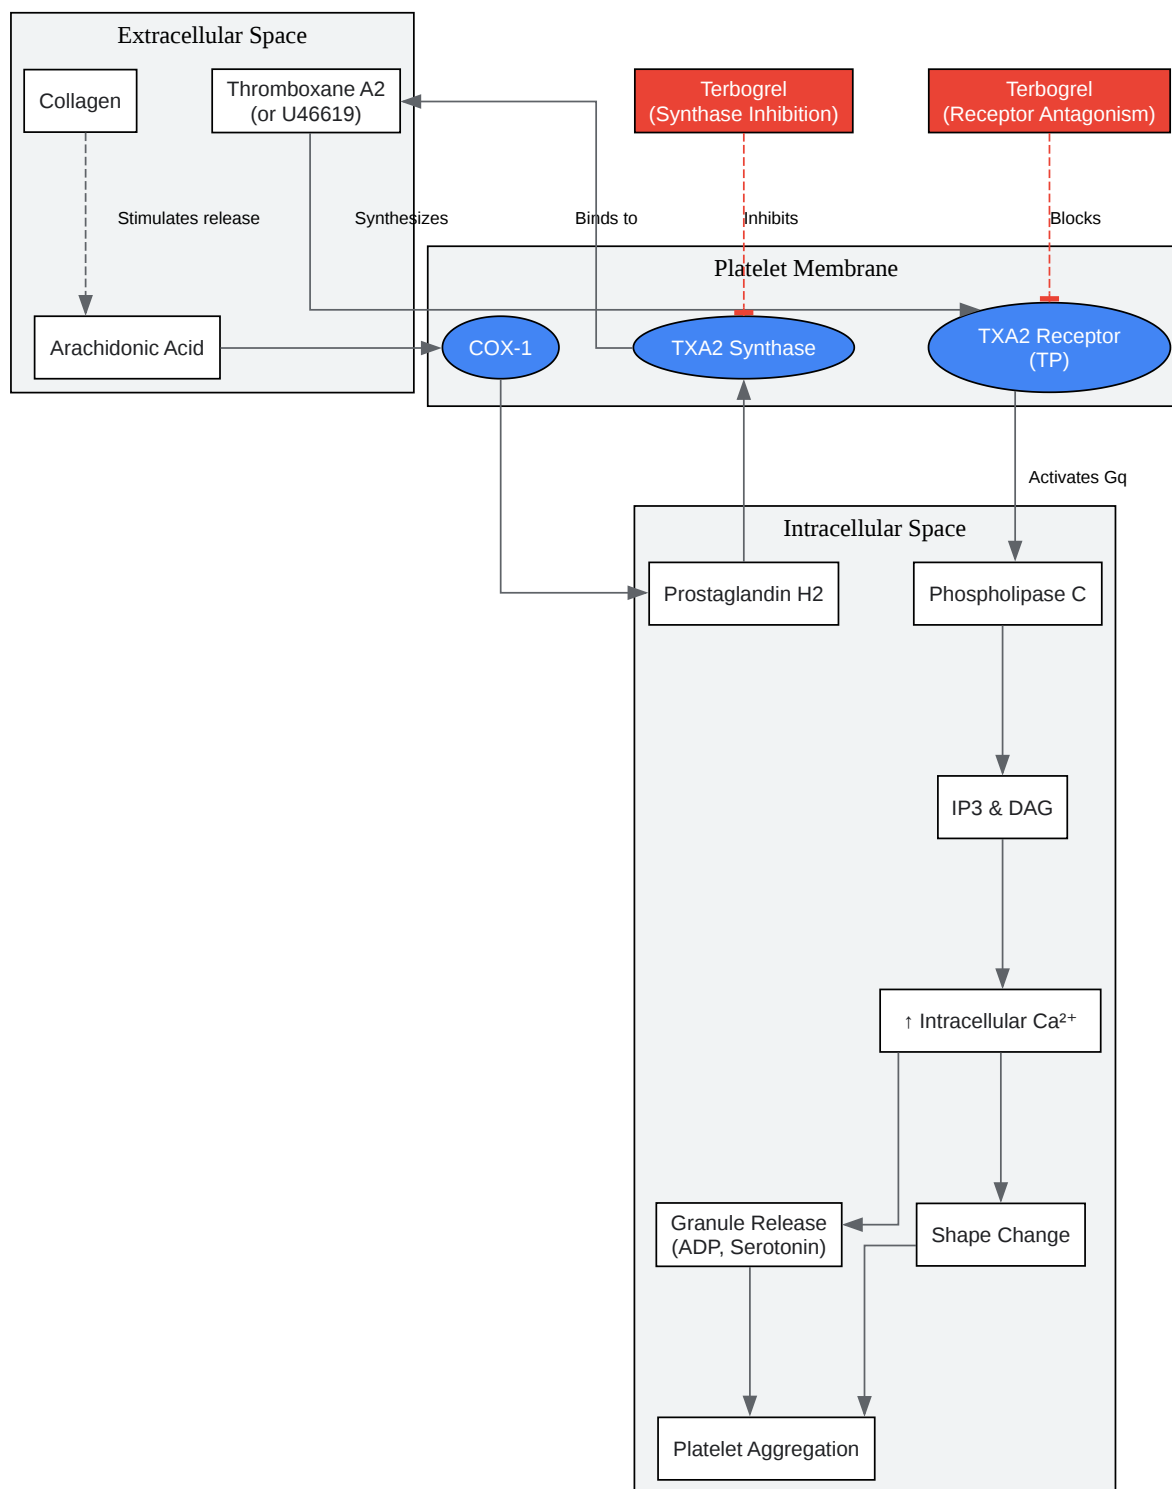 Extracellular Space
Collagen
Thromboxane A2
(or U46619)
Terbogrel
(Synthase Inhibition)
Terbogrel
(Receptor Antagonism)
Stimulates release
Synthesizes
Binds to
Inhibits
Blocks
Platelet Membrane
Arachidonic Acid
COX-1
TXA2 Synthase
TXA2 Receptor
(TP)
Activates Gq
Intracellular Space
Prostaglandin H2
Phospholipase C
IP3 & DAG
↑ Intracellular Ca²⁺
Granule Release
(ADP, Serotonin)
Shape Change
Platelet Aggregation